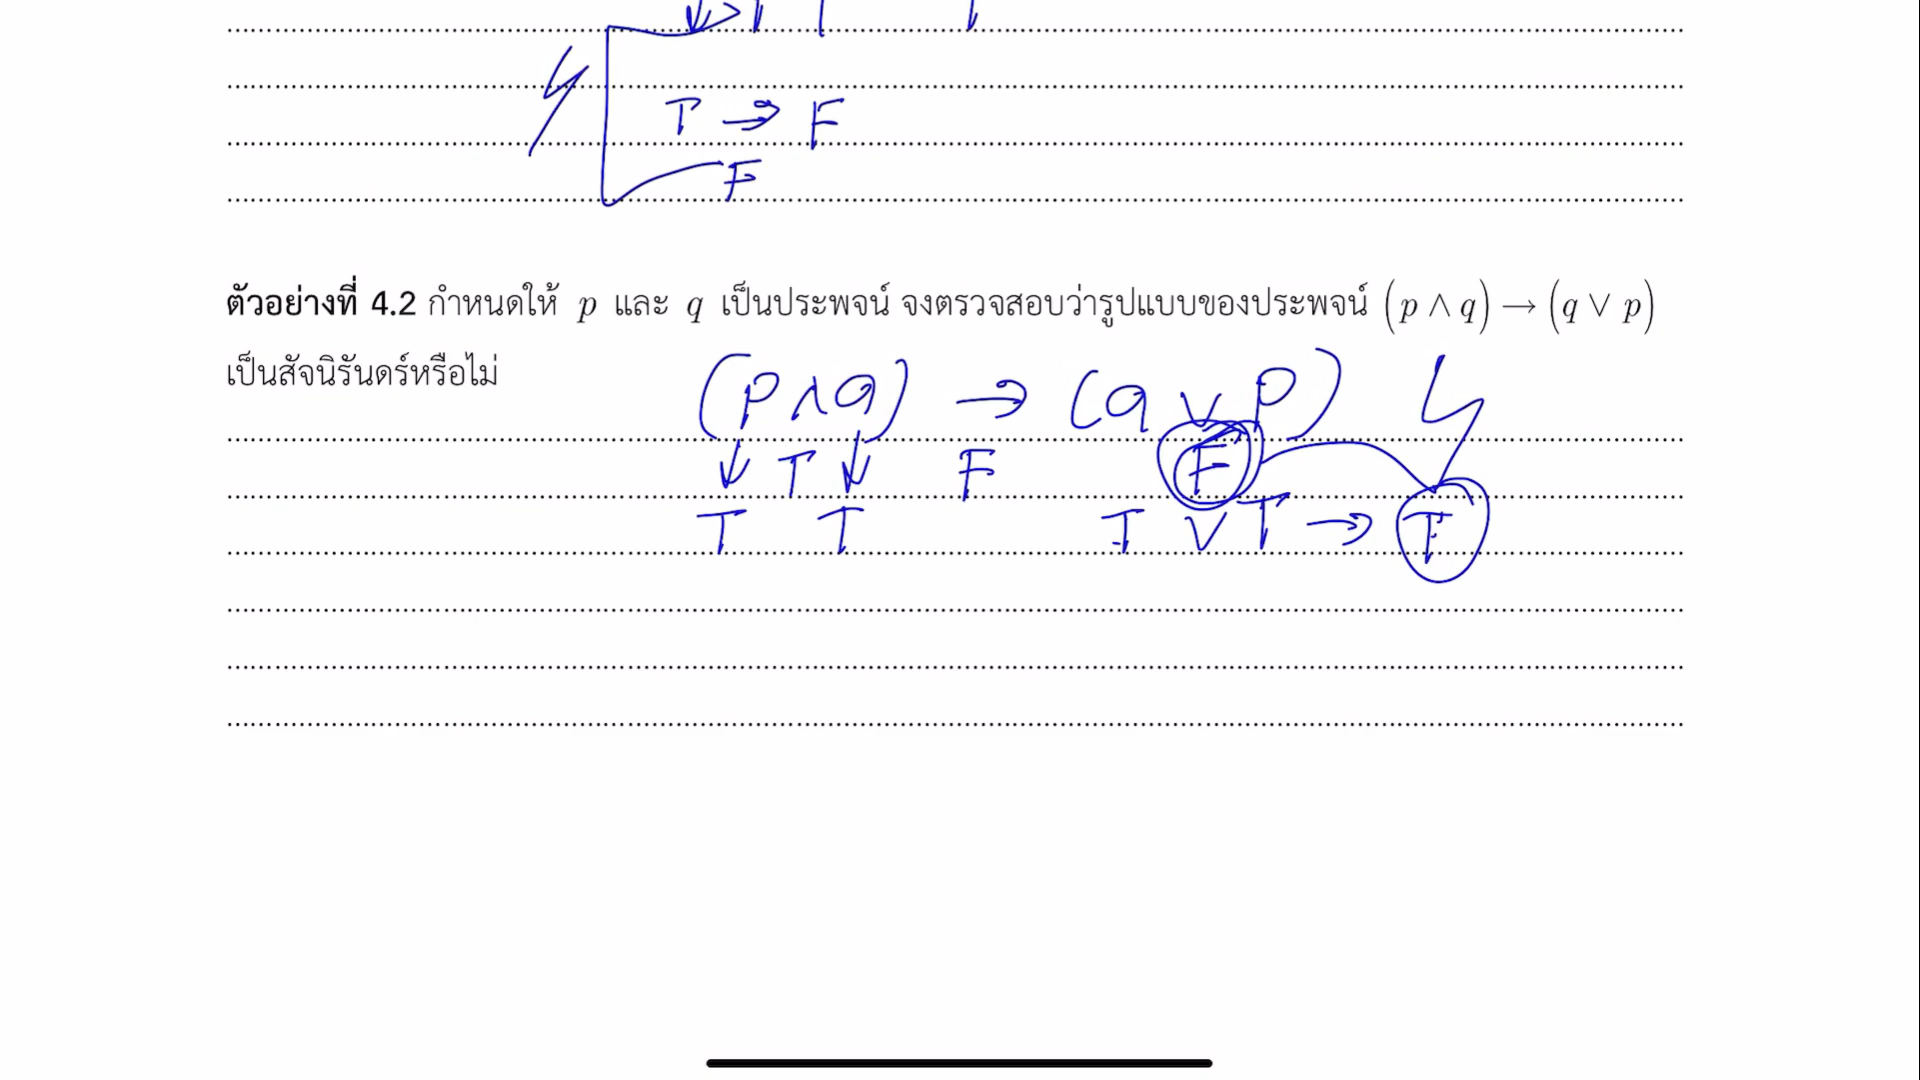 T → F
F
ตัวอย่างที่ 4.2 กำหนดให้ p และ q เป็นประพจน์ จงตรวจสอบว่ารูปแบบของประพจน์ (p ∧ q) → (q ∨ p)
เป็นสัจนิรันดร์หรือไม่
(p ∧ q) → (q ∨ p)
↓ T ↓ F F
T T T ∨ T → T